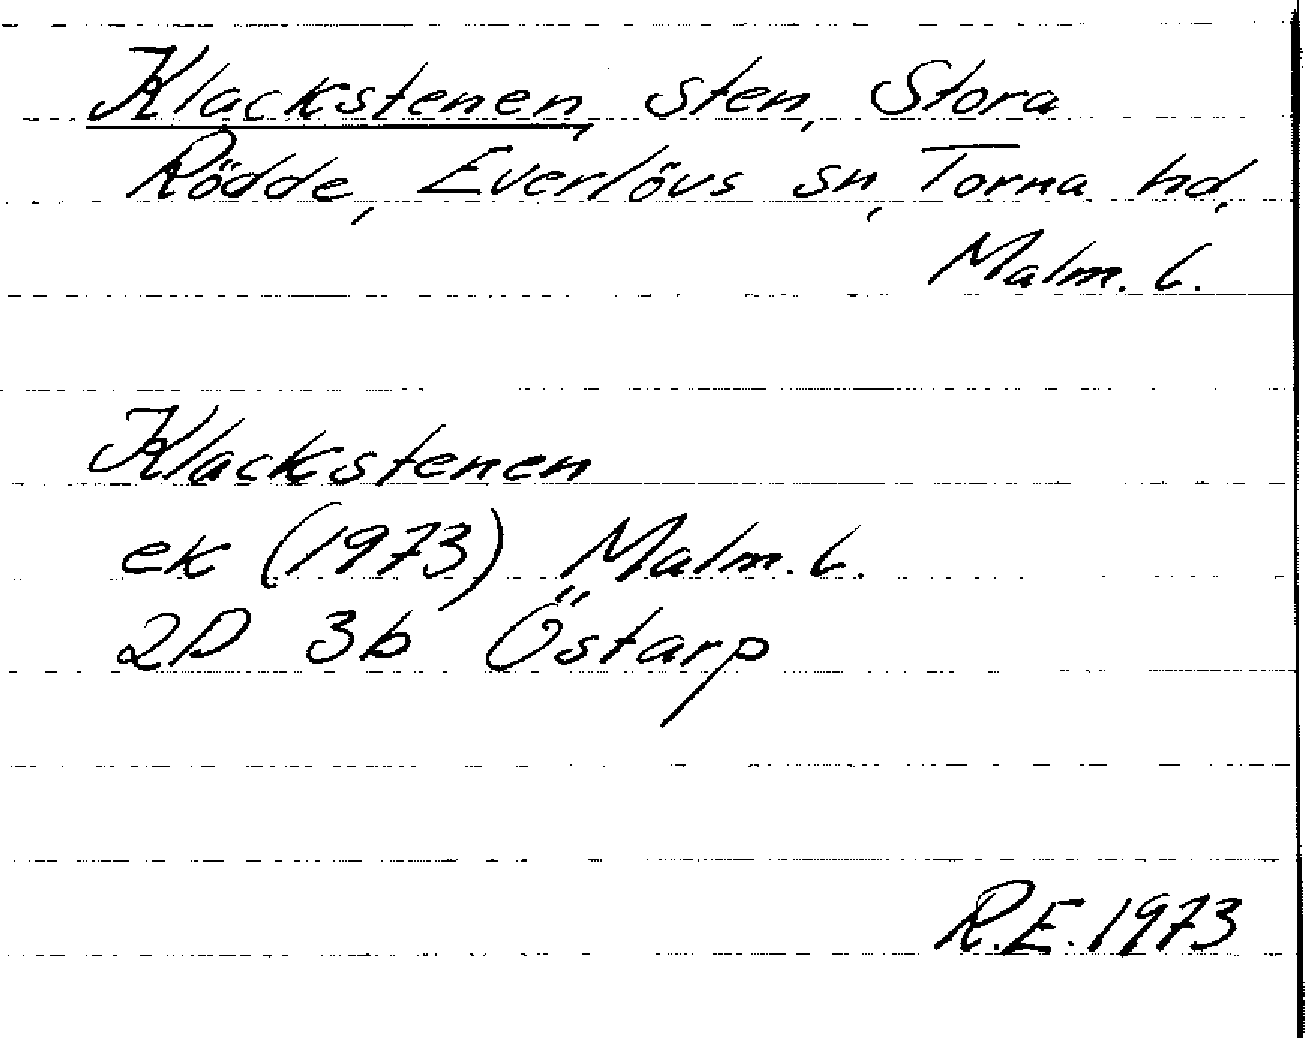 Klackstenen, sten, Stora
Rödde, Everlövs sn, Torna hd,
Malm. L.
Klackstenen
ek (1973) Malm. L.
2D 3b Östarp
R.E. 1973